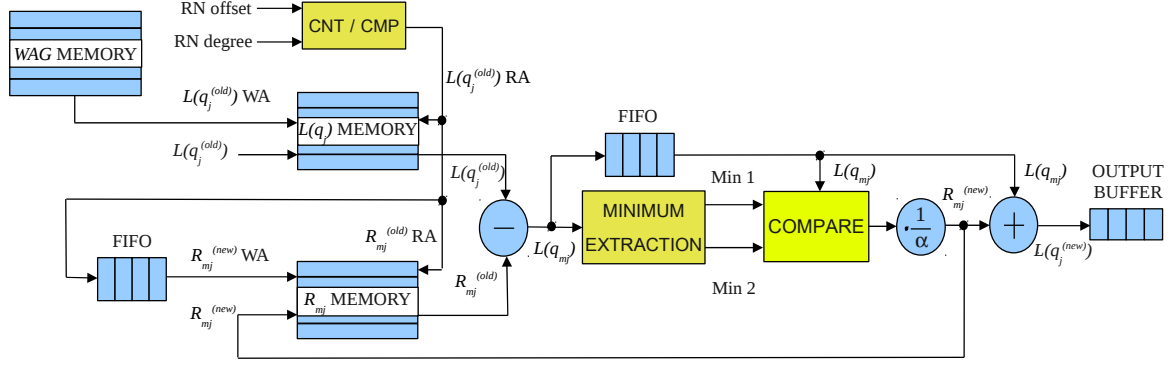 RN offset
RN degree
CNT / CMP
WAG MEMORY
L(q_j^(old)) RA
L(q_j^(old)) WA
L(q_j) MEMORY
L(q_j^(old))
L(q_j^(old))
FIFO
L(q_mj)
L(q_mj)
OUTPUT
BUFFER
Min 1
MINIMUM
EXTRACTION
COMPARE
1
· —
α
R_mj^(new)
+
−
L(q_mj)
L(q_j^(new))
Min 2
FIFO
R_mj^(new) WA
R_mj^(old) RA
R_mj^(old)
R_mj MEMORY
R_mj^(new)